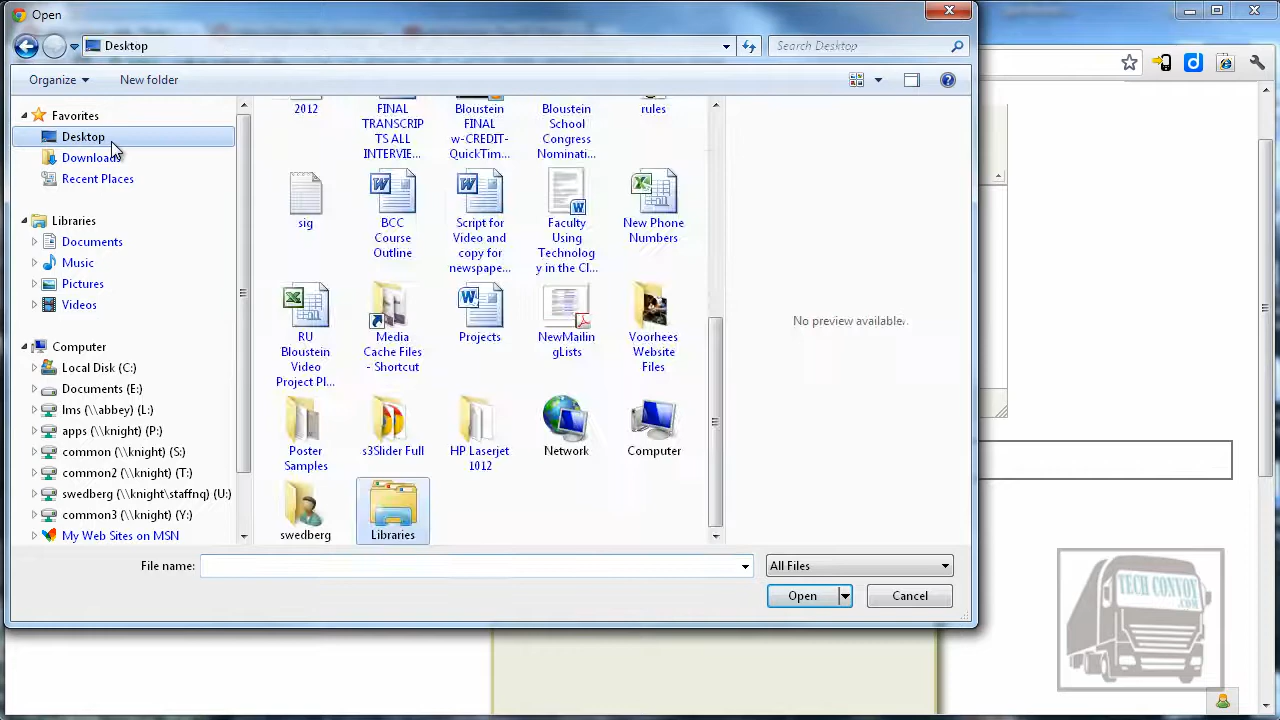 Open
Desktop
Search Desktop
Organize
New folder
Favorites
Desktop
Downloads
Recent Places
Libraries
Documents
Music
Pictures
Videos
Computer
Local Disk (C:)
Documents (E:)
lms (\\abbey) (L:)
apps (\\knight) (P:)
common (\\knight) (S:)
common2 (\\knight) (T:)
swedberg (\\knight\staffnq) (U:)
common3 (\\knight) (Y:)
My Web Sites on MSN
2012
FINAL
TRANSCRIP
TS ALL
INTERVIE...
Bloustein
FINAL
w-CREDIT-
QuickTim...
Bloustein
School
Congress
Nominati...
rules
sig
BCC
Course
Outline
Script for
Video and
copy for
newspape...
Faculty
Using
Technolog
y in the Cl...
New Phone
Numbers
RU
Bloustein
Video
Project Pl...
Media
Cache Files
- Shortcut
Projects
NewMailin
gLists
Voorhees
Website
Files
Poster
Samples
s3Slider Full
HP Laserjet
1012
Network
Computer
swedberg
Libraries
No preview available.
File name:
All Files
Open
Cancel
TECH CONVOY
.COM